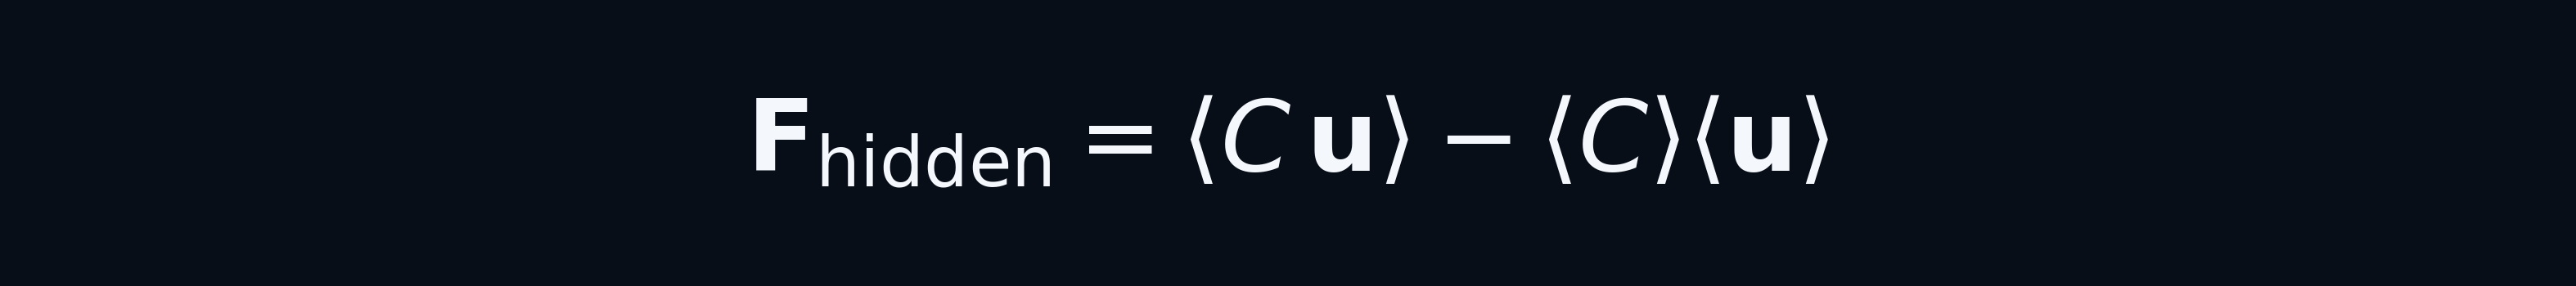 F_hidden = ⟨C u⟩ − ⟨C⟩⟨u⟩